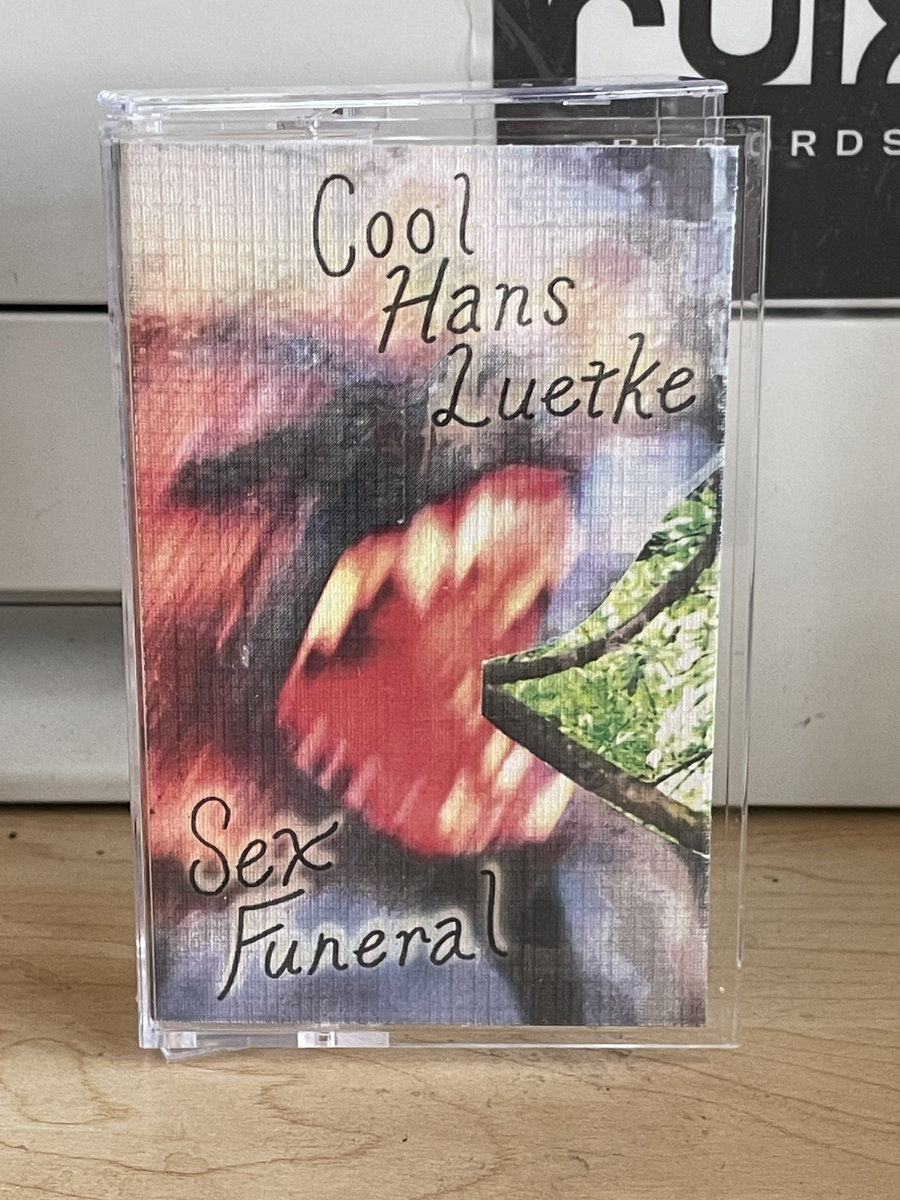 Cool
Hans
Luetke
Sex
Funeral
RDS